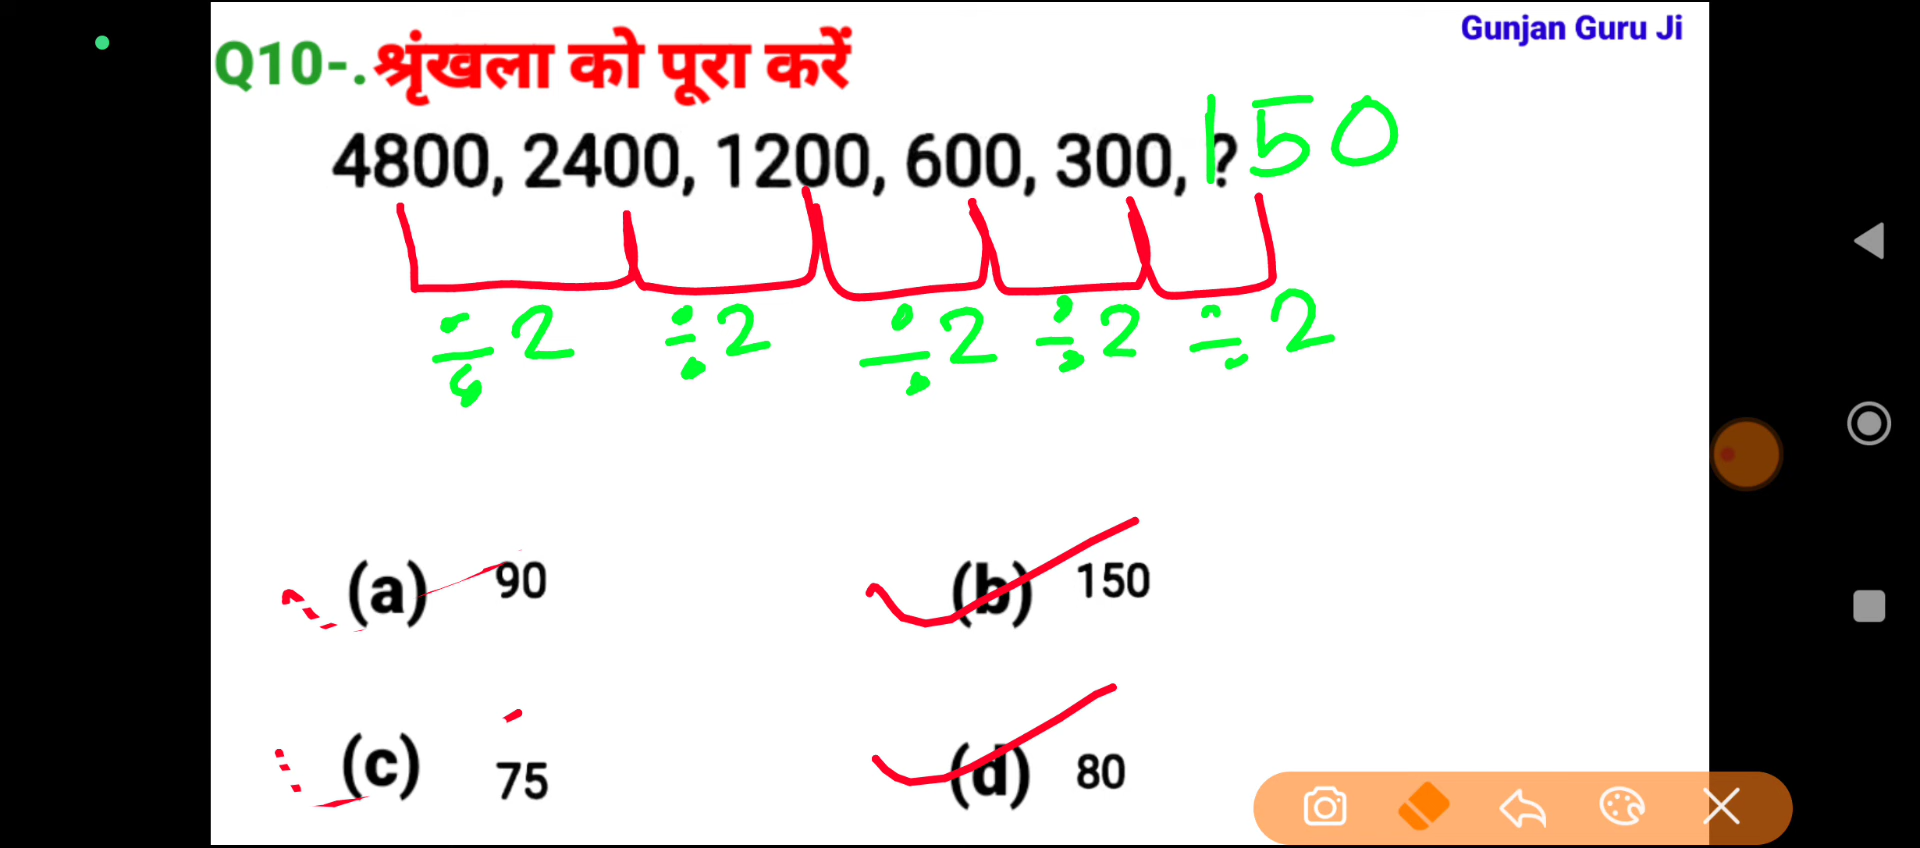 Gunjan Guru Ji
Q10-.श्रृंखला को पूरा करें
4800, 2400, 1200, 600, 300, ? 150
÷2 ÷2 ÷2 ÷2 ÷2
(a) 90 (b) 150
(c) 75 (d) 80